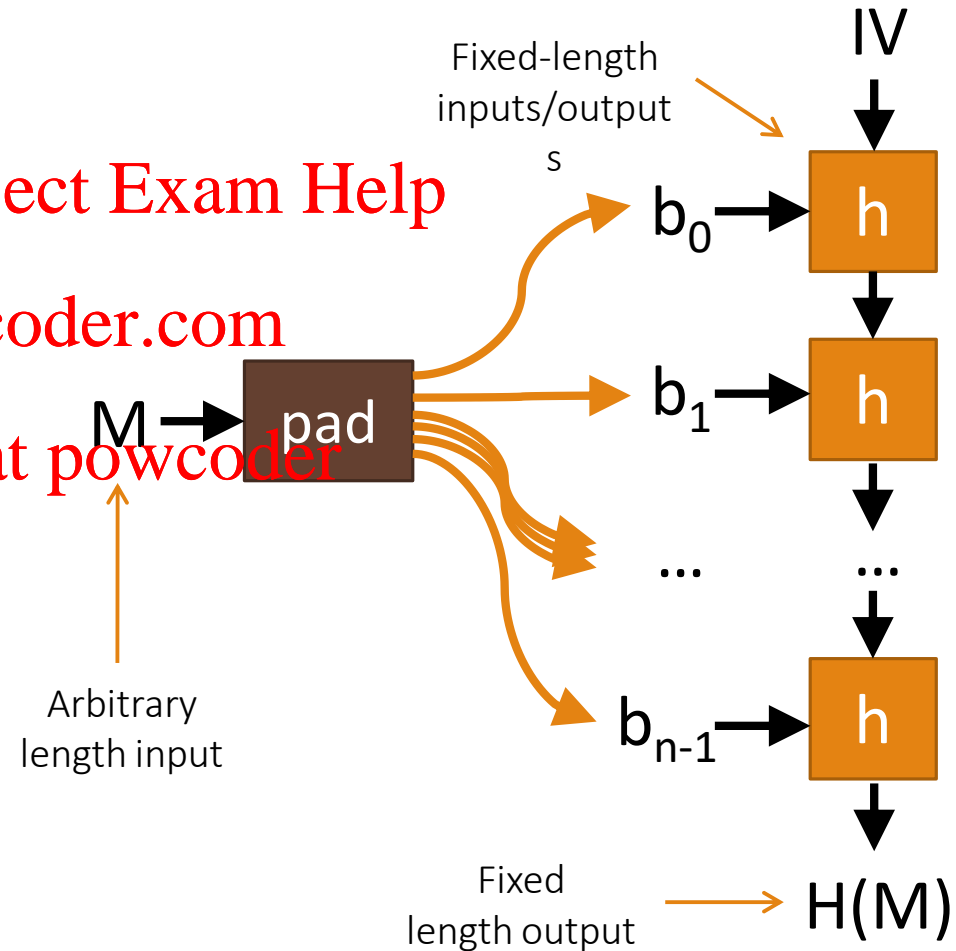 IV
Fixed-length
inputs/output
s
ect Exam Help
b0
h
coder.com
M
pad
b1
h
at powcoder
...
...
Arbitrary
length input
bn-1
h
Fixed
length output
H(M)